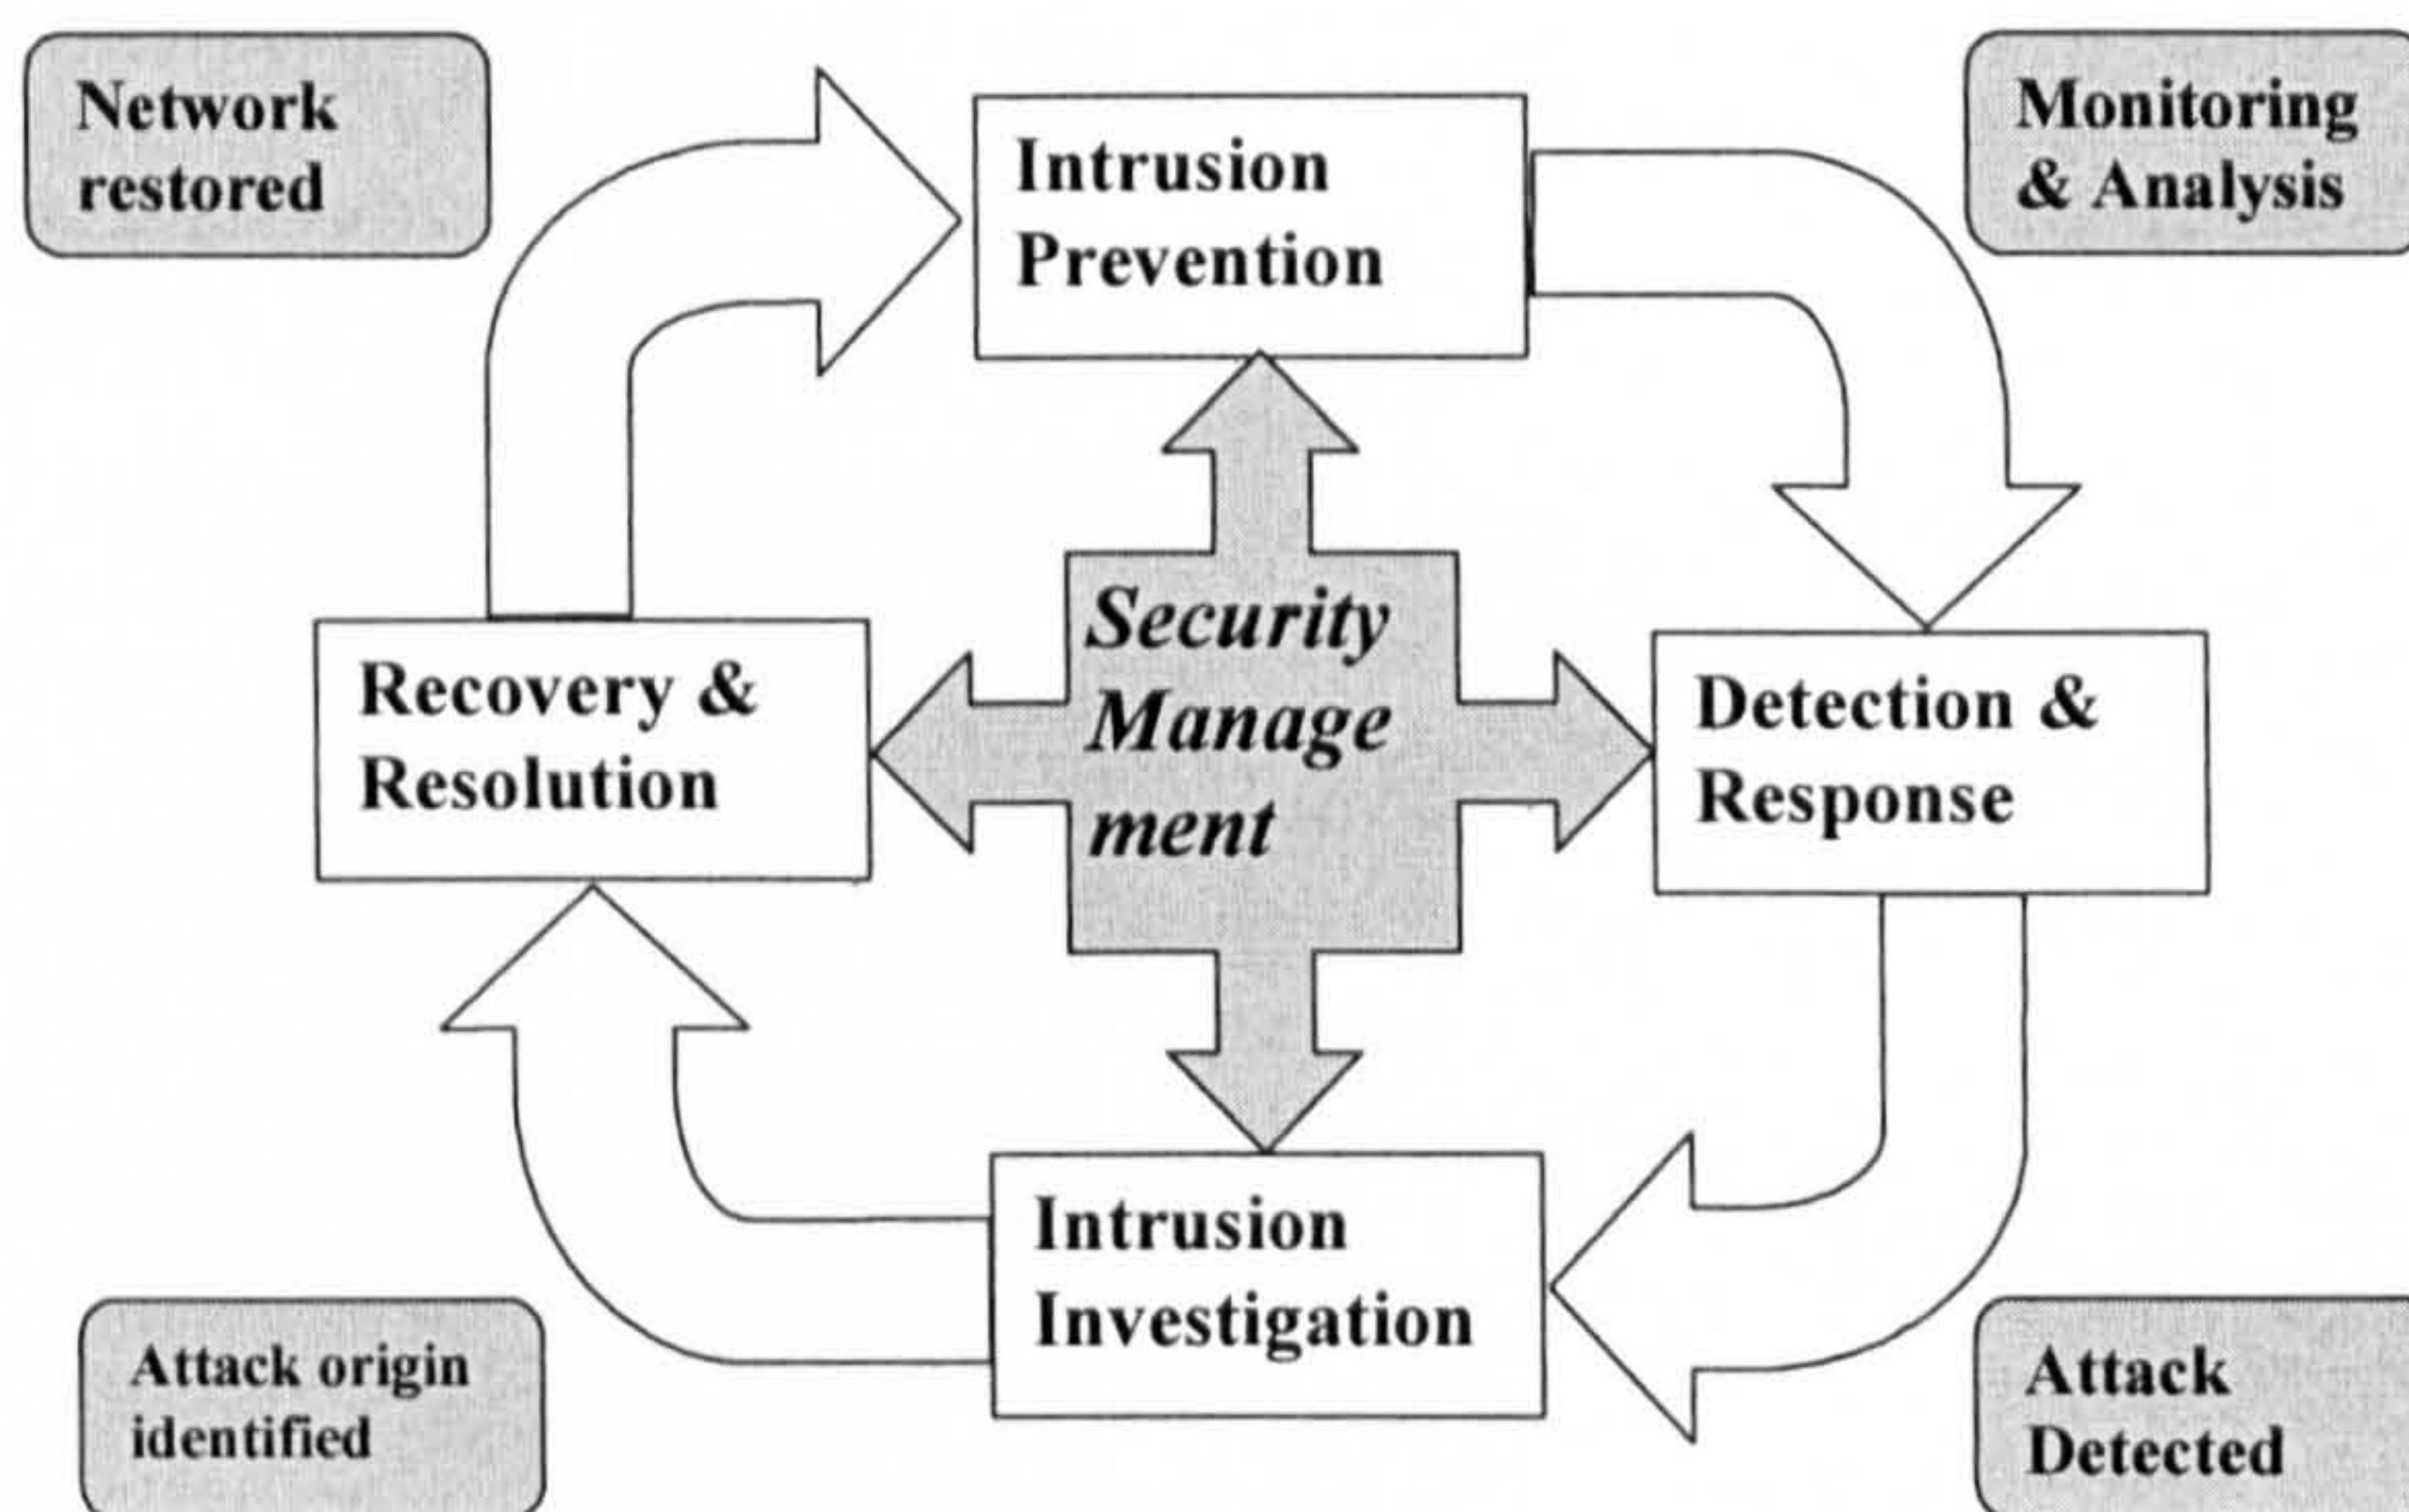 Network
restored
Intrusion
Prevention
Monitoring
& Analysis
Recovery &
Resolution
Security
Manage
ment
Detection &
Response
Attack origin
identified
Intrusion
Investigation
Attack
Detected